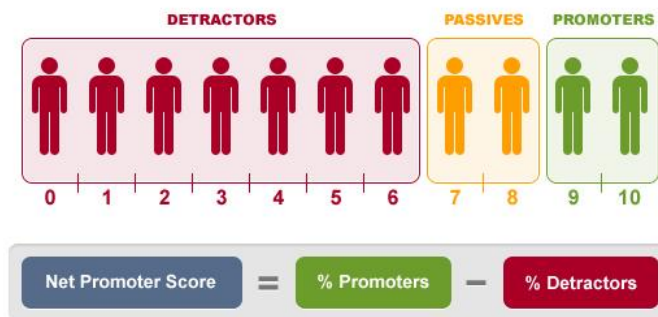 DETRACTORS PASSIVES PROMOTERS
0 1 2 3 4 5 6 7 8 9 10
Net Promoter Score = % Promoters − % Detractors